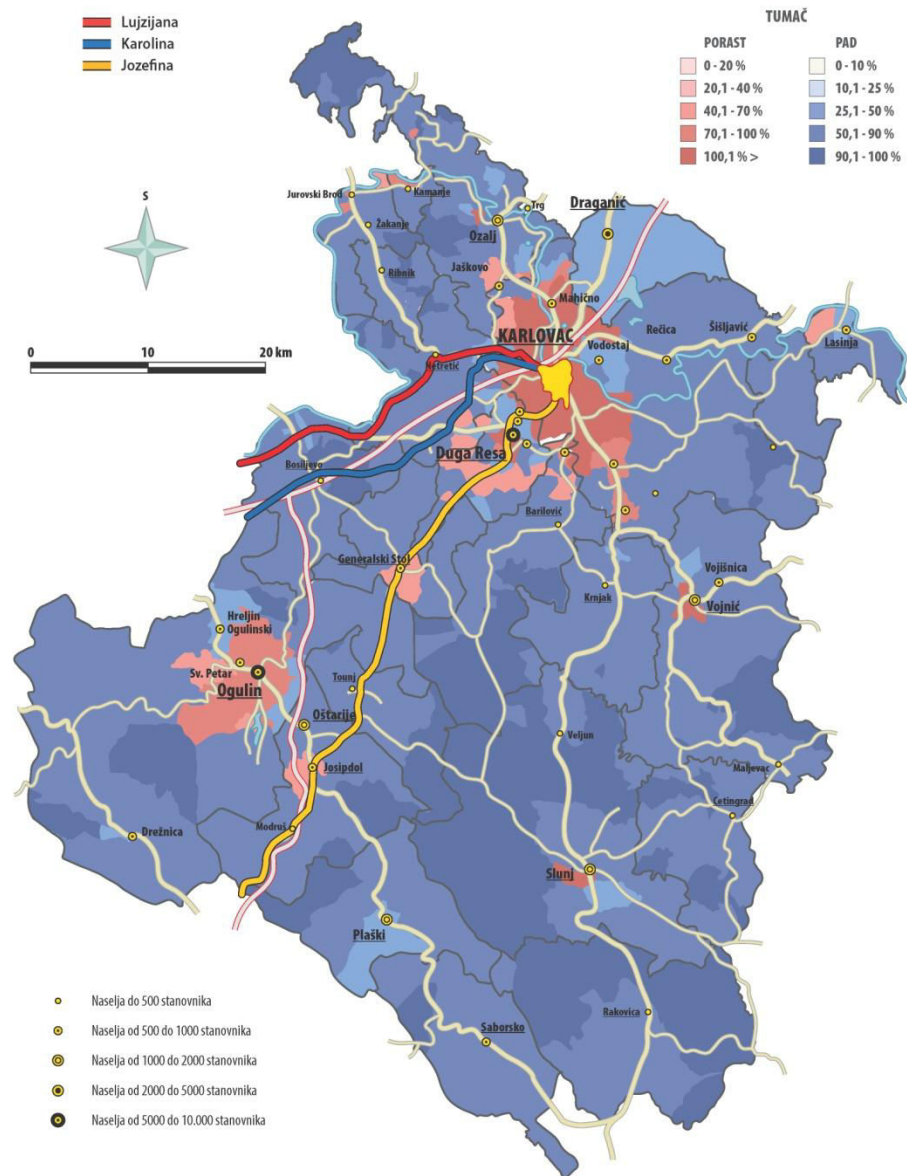 Lujzijana
Karolina
Jozefina
TUMAČ
PORAST
0 - 20 %
20,1 - 40 %
40,1 - 70 %
70,1 - 100 %
100,1 % >
PAD
0 - 10 %
10,1 - 25 %
25,1 - 50 %
50,1 - 90 %
90,1 - 100 %
S
0 10 20 km
Jurovski Brod
Kamanje
Žakanje
Ribnik
Trg
Ozalj
Draganić
Jaškovo
Mahično
KARLOVAC
Rečica
Šišljavić
Vodostaj
Lasinja
Netretić
Duga Resa
Bosiljevo
Barilović
Generalski Stol
Krnjak
Vojišnica
Vojnić
Hreljin
Ogulinski
Sv. Petar
Ogulin
Tounj
Oštarije
Josipdol
Veljun
Maljevac
Cetingrad
Modruš
Drežnica
Slunj
Plaški
Rakovica
Saborsko
Naselja do 500 stanovnika
Naselja od 500 do 1000 stanovnika
Naselja od 1000 do 2000 stanovnika
Naselja od 2000 do 5000 stanovnika
Naselja od 5000 do 10.000 stanovnika